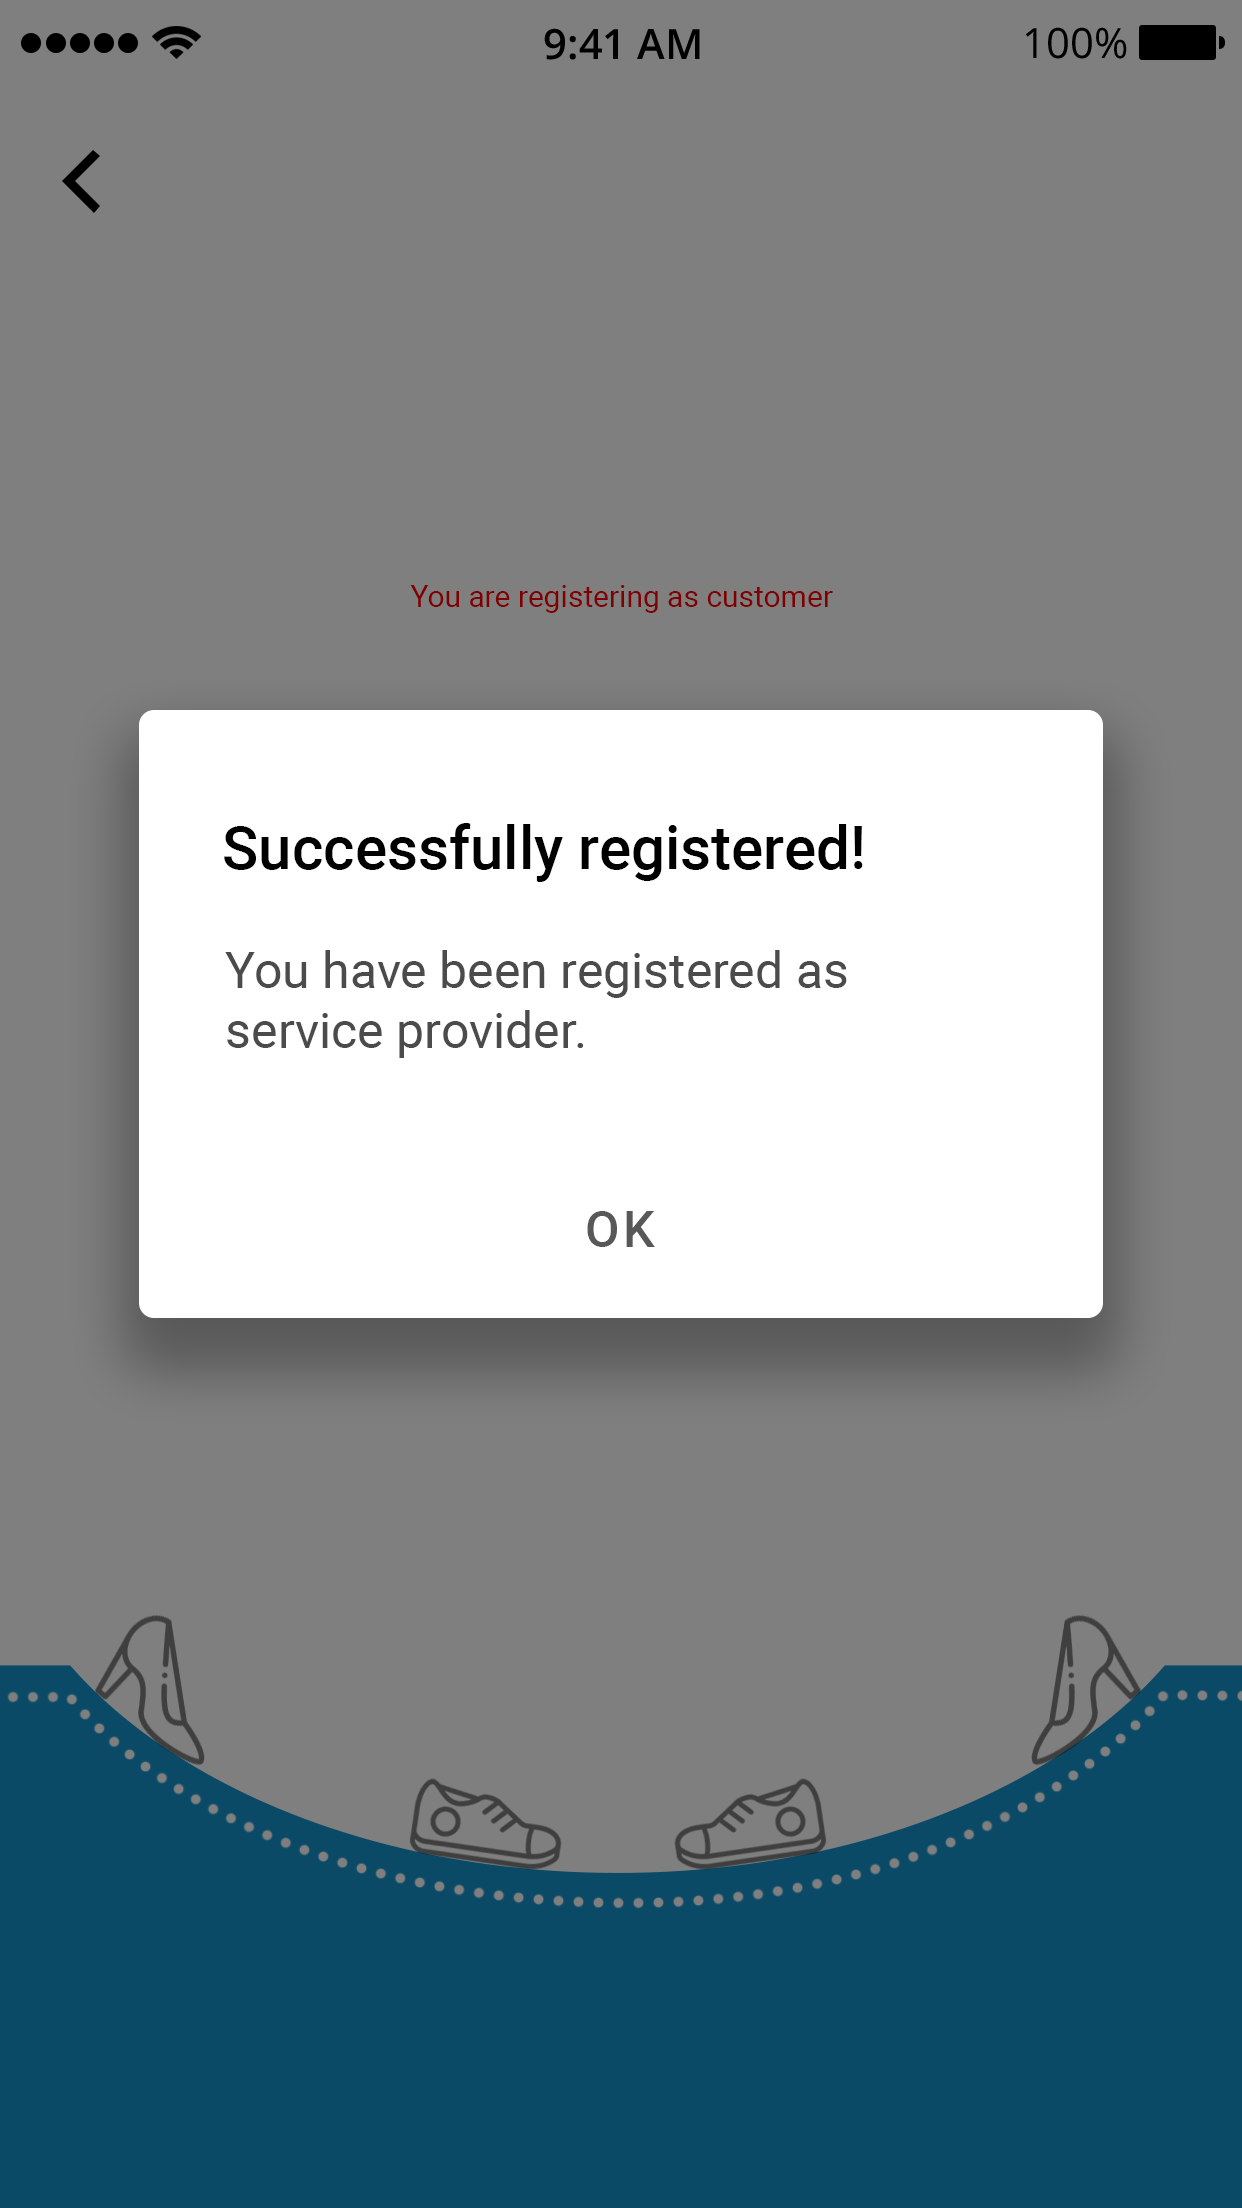 9:41 AM
100%
You are registering as customer
Successfully registered!
You have been registered as
service provider.
OK